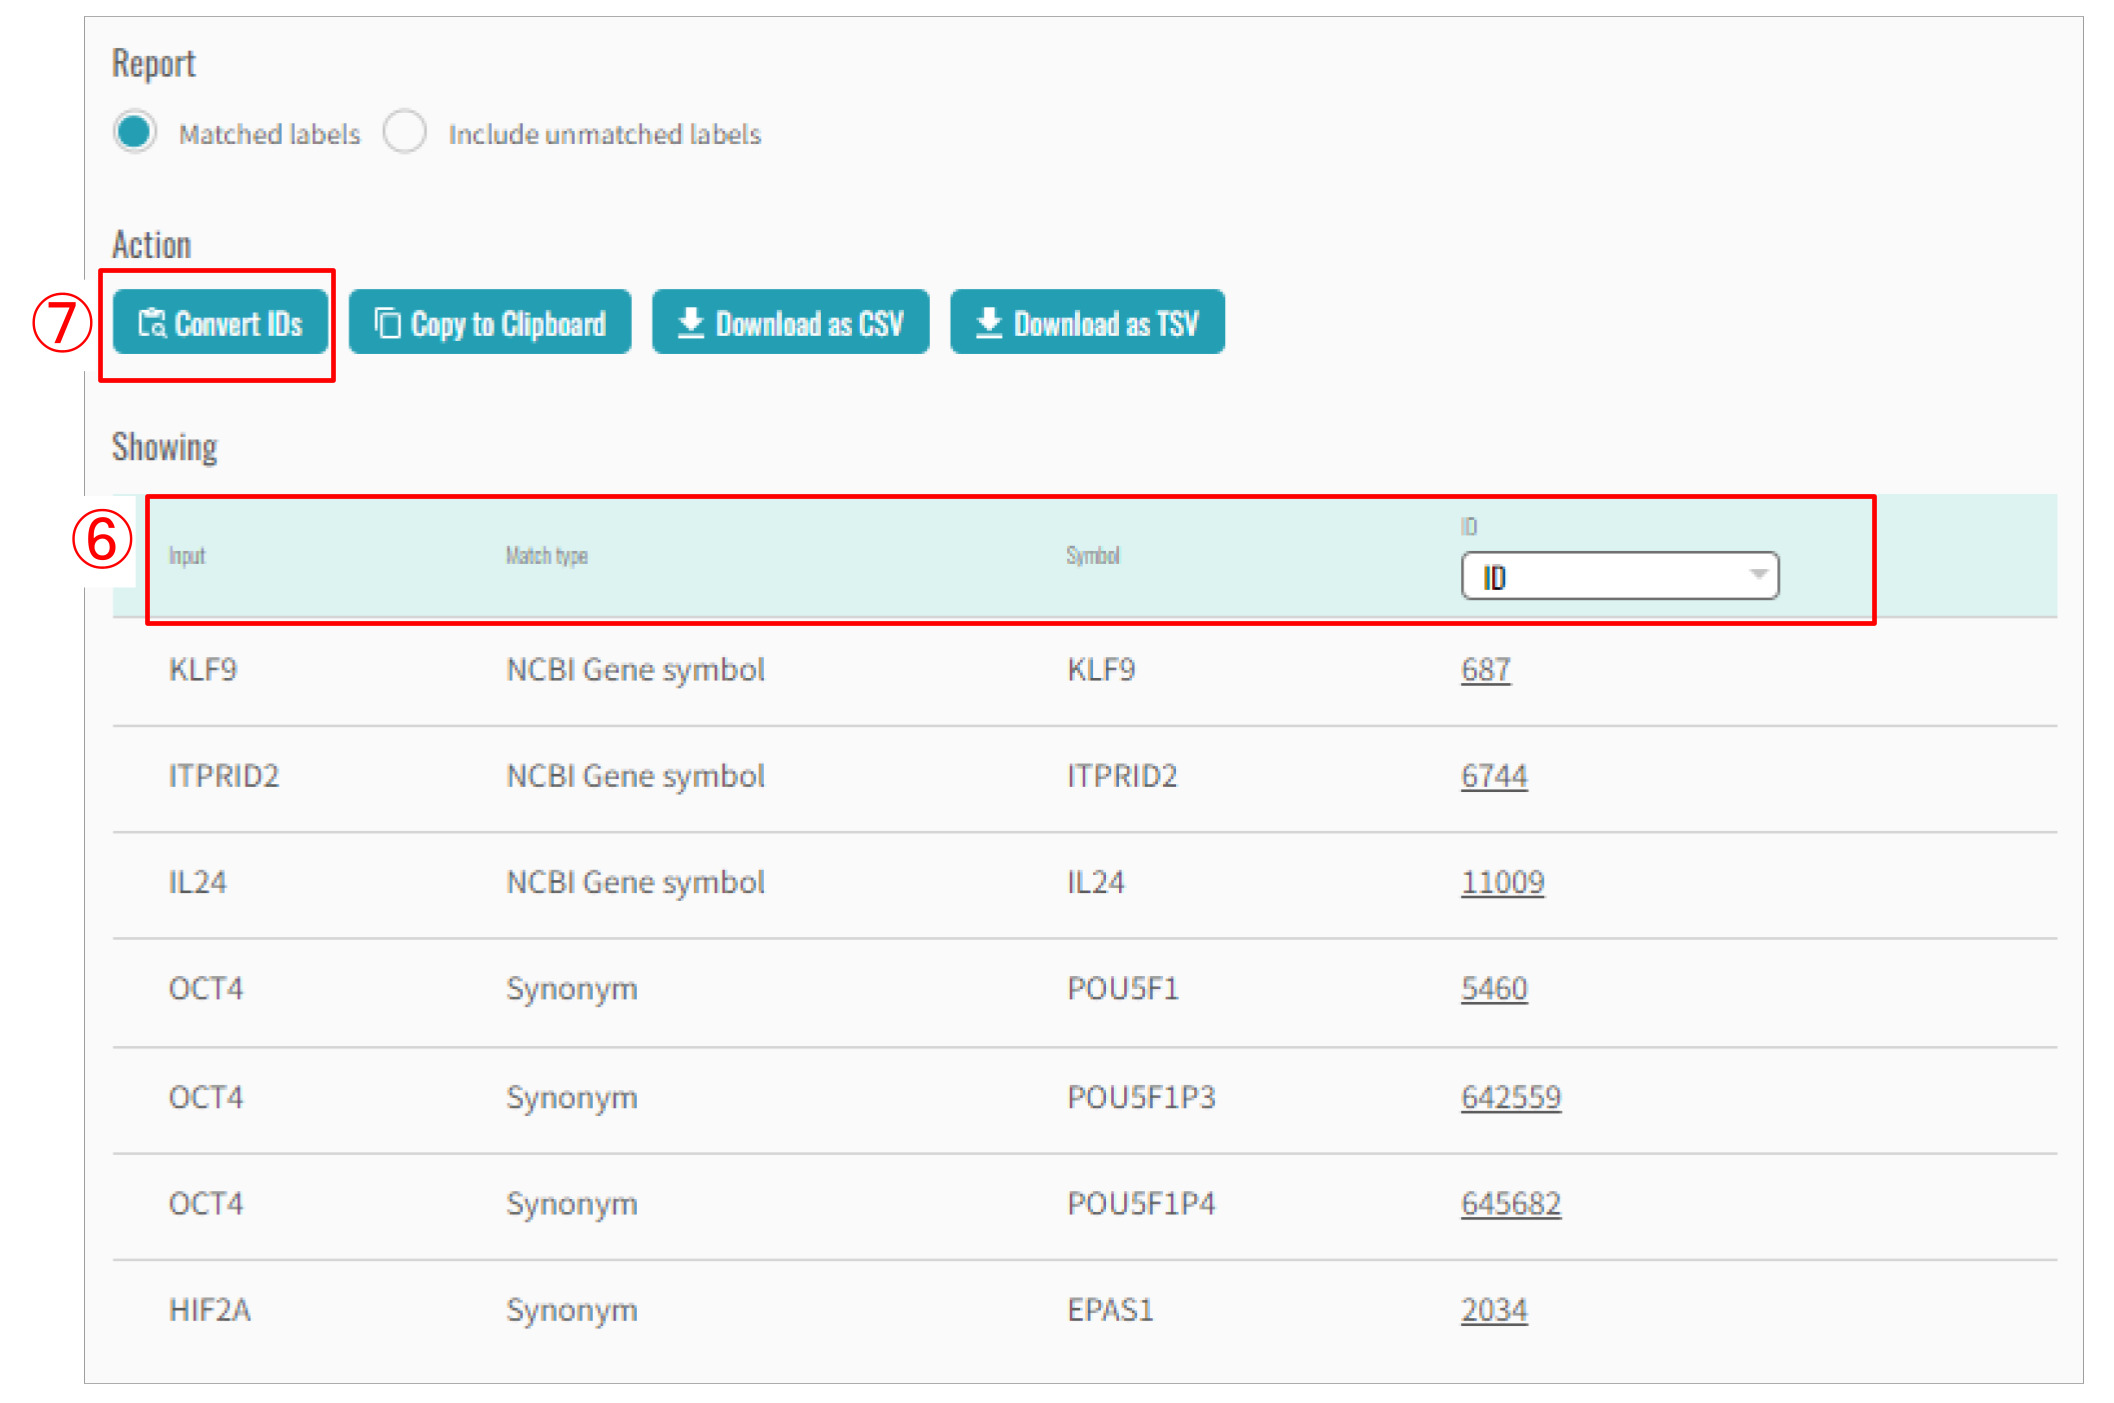 Report
Matched labels Include unmatched labels
Action
⑦ Convert IDs Copy to Clipboard Download as CSV Download as TSV
Showing
⑥ Input Match type Symbol ID
ID
KLF9 NCBI Gene symbol KLF9 687
ITPRID2 NCBI Gene symbol ITPRID2 6744
IL24 NCBI Gene symbol IL24 11009
OCT4 Synonym POU5F1 5460
OCT4 Synonym POU5F1P3 642559
OCT4 Synonym POU5F1P4 645682
HIF2A Synonym EPAS1 2034